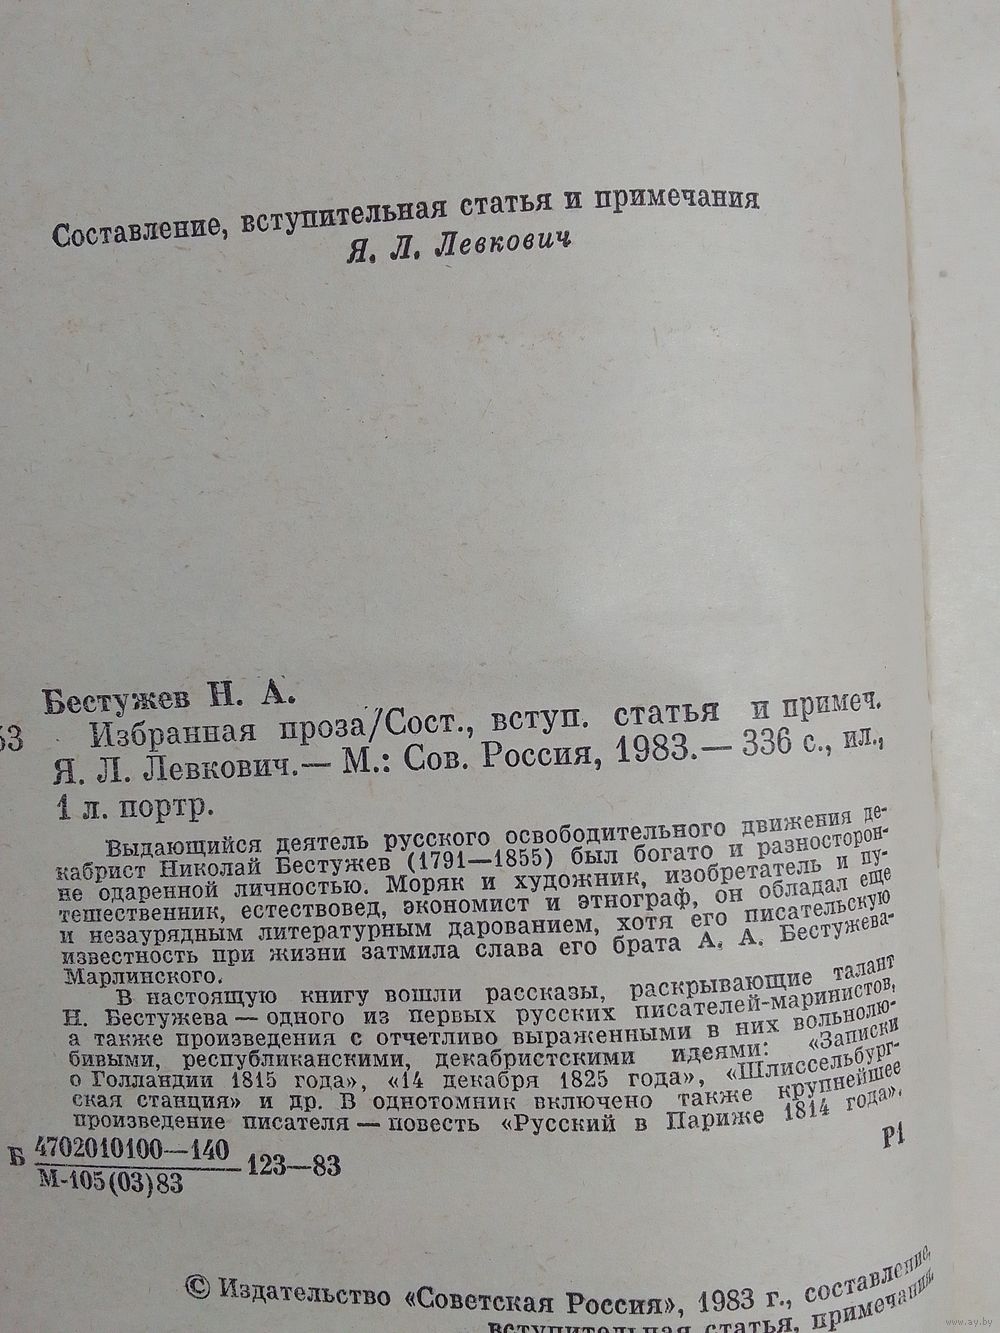 Составление, вступительная статья и примечания
Я. Л. Левкович
Бестужев Н. А.
53 Избранная проза/Сост., вступ. статья и примеч.
Я. Л. Левкович.— М.: Сов. Россия, 1983.— 336 с., ил.,
1 л. портр.
Выдающийся деятель русского освободительного движения де-
кабрист Николай Бестужев (1791—1855) был богато и разносторон-
не одаренной личностью. Моряк и художник, изобретатель и пу-
тешественник, естествовед, экономист и этнограф, он обладал еще
и незаурядным литературным дарованием, хотя его писательскую
известность при жизни затмила слава его брата А. А. Бестужева-
Марлинского.
В настоящую книгу вошли рассказы, раскрывающие талант
Н. Бестужева — одного из первых русских писателей-маринистов,
а также произведения с отчетливо выраженными в них вольнолю-
бивыми, республиканскими, декабристскими идеями: «Записки
о Голландии 1815 года», «14 декабря 1825 года», «Шлиссельбург-
ская станция» и др. В однотомник включено также крупнейшее
произведение писателя — повесть «Русский в Париже 1814 года».
Б 4702010100—140
М-105(03)83
123—83
Р1
© Издательство «Советская Россия», 1983 г., составление,
вступительная статья, примечания.
www.ay.by